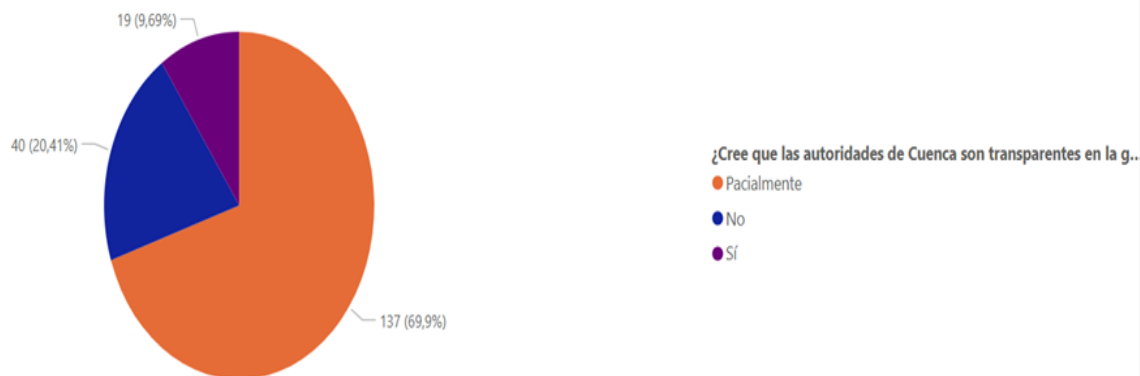 19 (9,69%)
40 (20,41%)
137 (69,9%)
¿Cree que las autoridades de Cuenca son transparentes en la g...
Pacialmente
No
Sí